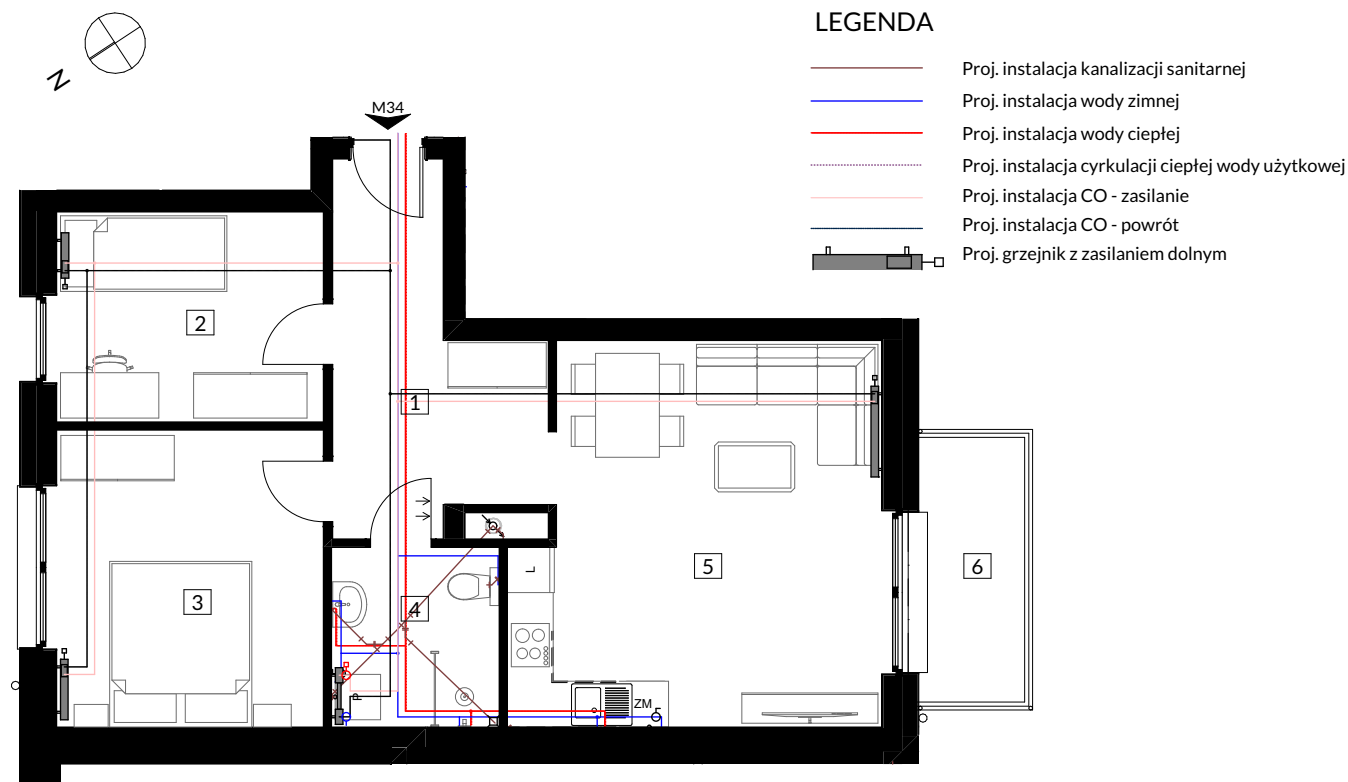 LEGENDA
Proj. instalacja kanalizacji sanitarnej
Proj. instalacja wody zimnej
Proj. instalacja wody ciepłej
Proj. instalacja cyrkulacji ciepłej wody użytkowej
Proj. instalacja CO - zasilanie
Proj. instalacja CO - powrót
Proj. grzejnik z zasilaniem dolnym
N
M34
2
1
5
6
3
4
L
P
ZM